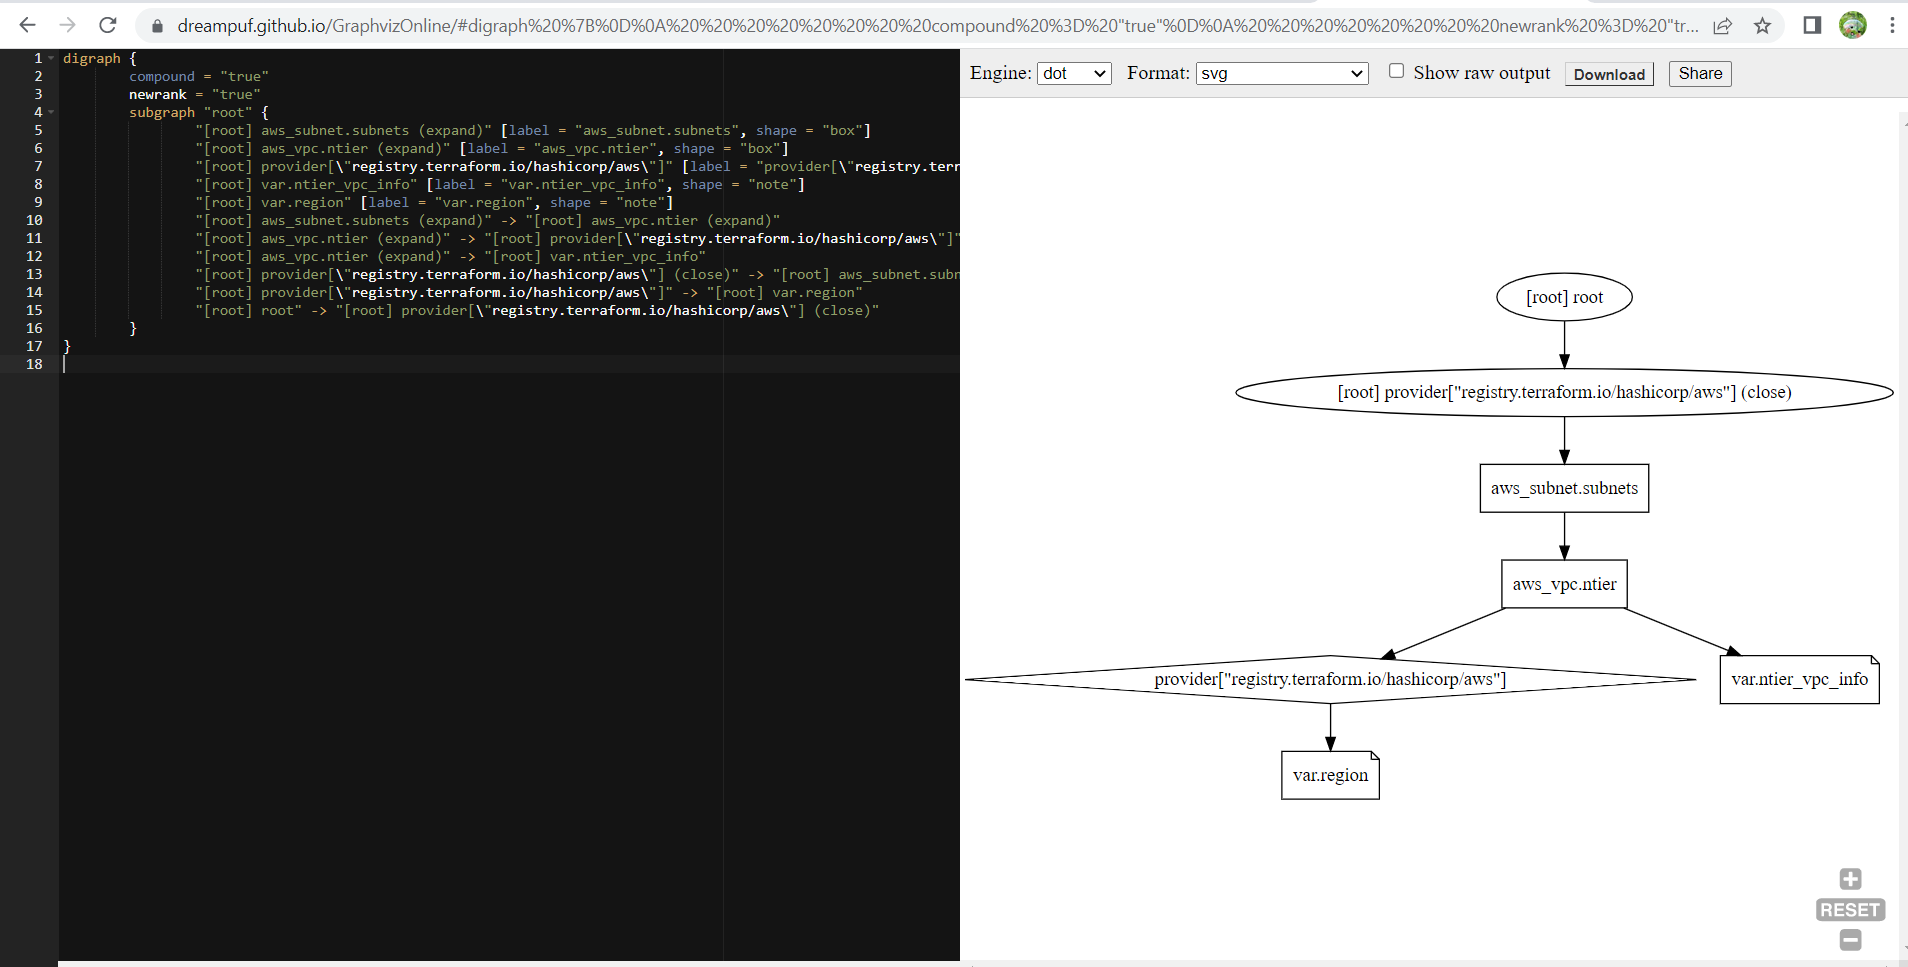 dreampuf.github.io/GraphvizOnline/#digraph%20%7B%0D%0A%20%20%20%20%20%20%20%20compound%20%3D%20"true"%0D%0A%20%20%20%20%20%20%20%20newrank%20%3D%20"tr...
1 digraph {
2 compound = "true"
3 newrank = "true"
4 subgraph "root" {
5 "[root] aws_subnet.subnets (expand)" [label = "aws_subnet.subnets", shape = "box"]
6 "[root] aws_vpc.ntier (expand)" [label = "aws_vpc.ntier", shape = "box"]
7 "[root] provider[\"registry.terraform.io/hashicorp/aws\"]" [label = "provider[\"registry.terr
8 "[root] var.ntier_vpc_info" [label = "var.ntier_vpc_info", shape = "note"]
9 "[root] var.region" [label = "var.region", shape = "note"]
10 "[root] aws_subnet.subnets (expand)" -> "[root] aws_vpc.ntier (expand)"
11 "[root] aws_vpc.ntier (expand)" -> "[root] provider[\"registry.terraform.io/hashicorp/aws\"]"
12 "[root] aws_vpc.ntier (expand)" -> "[root] var.ntier_vpc_info"
13 "[root] provider[\"registry.terraform.io/hashicorp/aws\"] (close)" -> "[root] aws_subnet.subn
14 "[root] provider[\"registry.terraform.io/hashicorp/aws\"]" -> "[root] var.region"
15 "[root] root" -> "[root] provider[\"registry.terraform.io/hashicorp/aws\"] (close)"
16 }
17 }
18
Engine: dot Format: svg Show raw output Download Share
[root] root
[root] provider["registry.terraform.io/hashicorp/aws"] (close)
aws_subnet.subnets
aws_vpc.ntier
provider["registry.terraform.io/hashicorp/aws"]
var.ntier_vpc_info
var.region
RESET